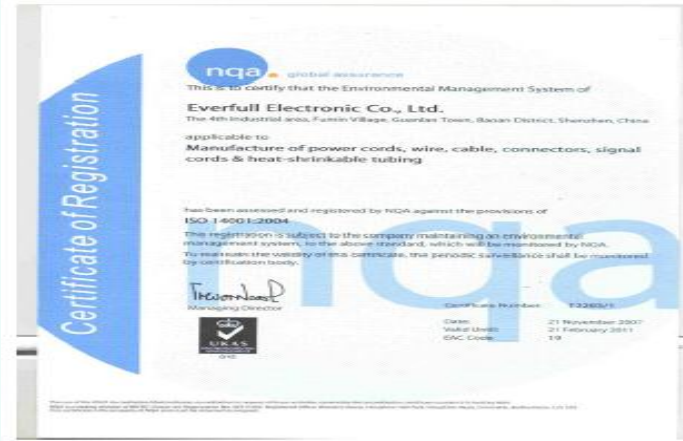 Certificate of Registration
nqa.
global assurance
This is to certify that the Environmental Management System of
Everfull Electronic Co., Ltd.
The 4th Industrial area, Fumin Village, Guanlan Town, Baoan District, Shenzhen, China
applicable to
Manufacture of power cords, wire, cable, connectors, signal
cords & heat-shrinkable tubing
has been assessed and registered by NQA against the provisions of
ISO 14001:2004
This registration is subject to the company maintaining an environmental
management system, to the above standard, which will be monitored by NQA.
To maintain the validity of this certificate, the periodic surveillance shall be monitored
by certification body.
Managing Director
UKAS
Certificate Number
Date: 21 November 2007
Valid Until: 21 February 2011
EAC Code: 19
nqa